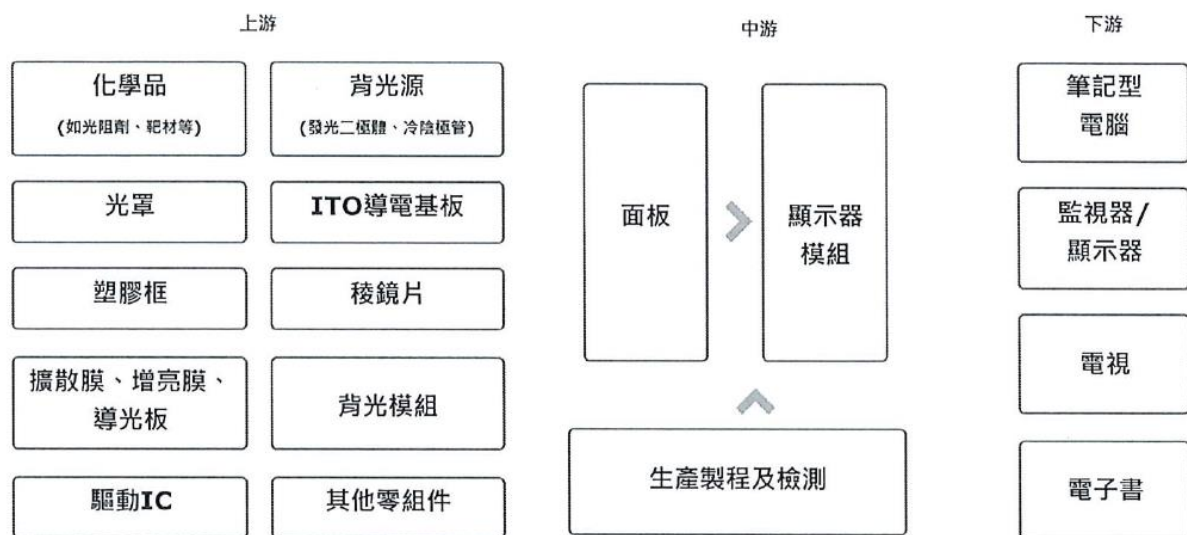 上游
中游
下游
化學品
(如光阻劑、靶材等)
背光源
(發光二極體、冷陰極管)
光罩
ITO導電基板
塑膠框
稜鏡片
擴散膜、增亮膜、
導光板
背光模組
驅動IC
其他零組件
面板
顯示器
模組
生產製程及檢測
筆記型
電腦
監視器/
顯示器
電視
電子書